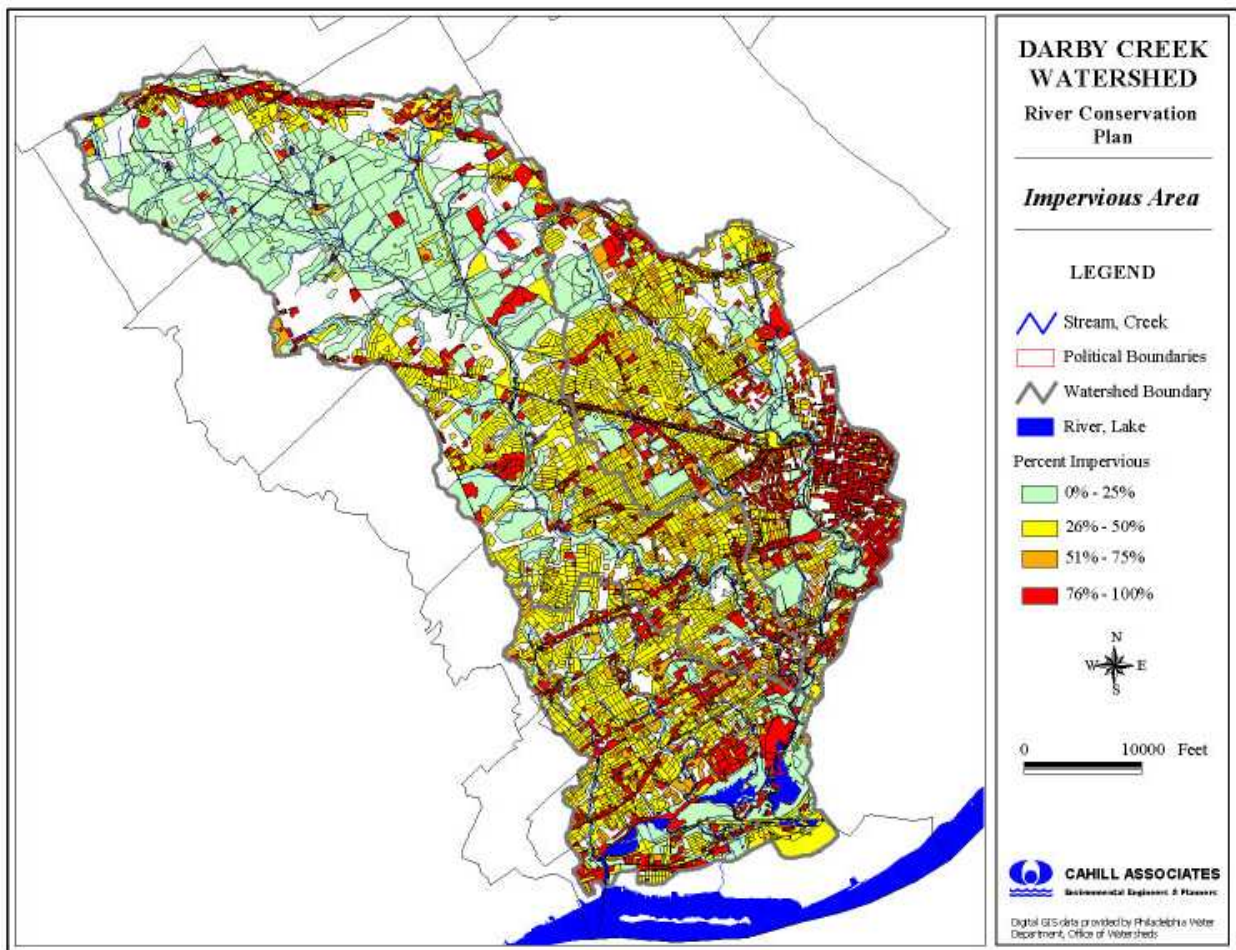 DARBY CREEK
WATERSHED
River Conservation
Plan
Impervious Area
LEGEND
Stream, Creek
Political Boundaries
Watershed Boundary
River, Lake
Percent Impervious
0% - 25%
26% - 50%
51% - 75%
76% - 100%
N
W E
S
0 10000 Feet
CAHILL ASSOCIATES
Environmental Engineers & Planners
Digital GIS data provided by Philadelphia Water
Department, Office of Watersheds